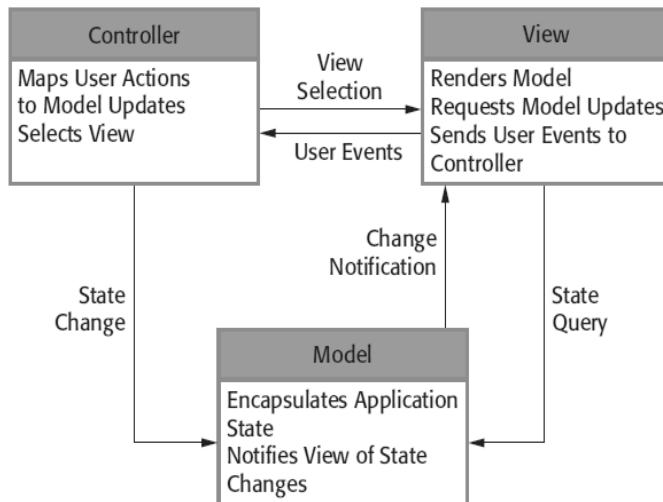 Controller
Maps User Actions
to Model Updates
Selects View
View
Selection
User Events
View
Renders Model
Requests Model Updates
Sends User Events to
Controller
State
Change
Change
Notification
State
Query
Model
Encapsulates Application
State
Notifies View of State
Changes